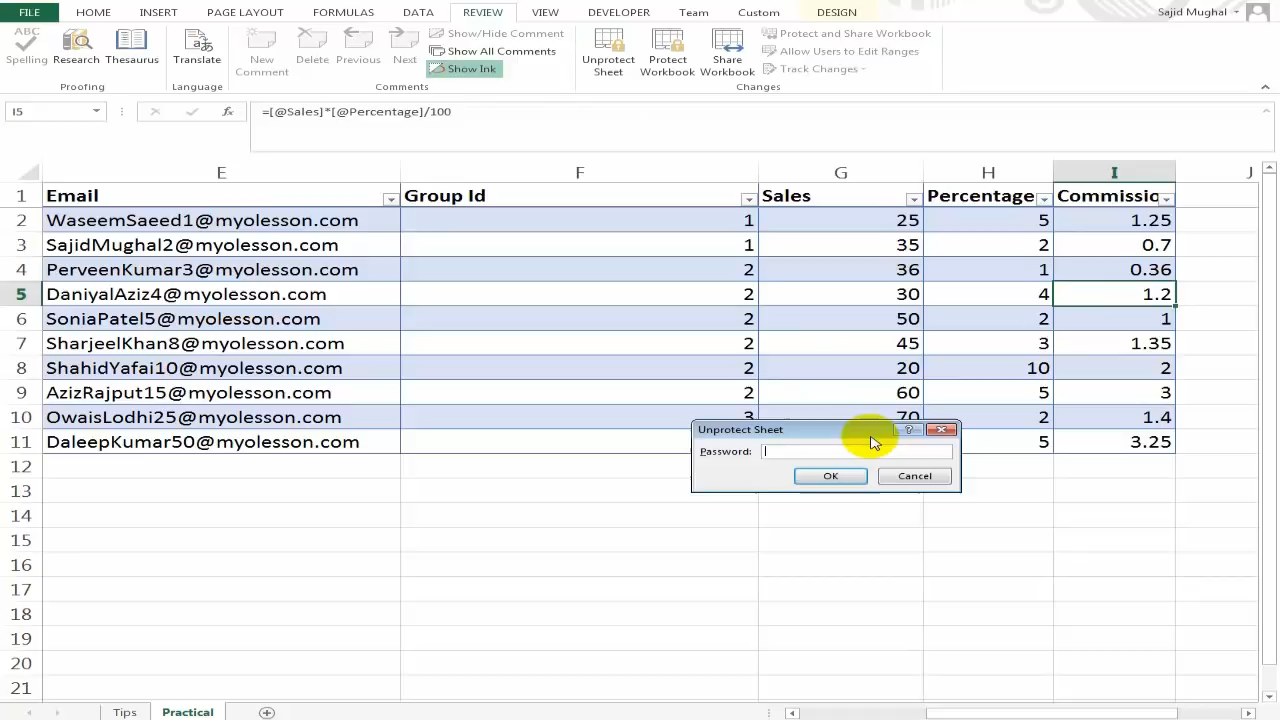 FILE HOME INSERT PAGE LAYOUT FORMULAS DATA REVIEW VIEW DEVELOPER Team Custom DESIGN Sajid Mughal
ABC
Spelling Research Thesaurus
Proofing
Translate
Language
New Comment Delete Previous Next
Show/Hide Comment
Show All Comments
Show Ink
Comments
Unprotect Sheet
Protect Workbook
Share Workbook
Protect and Share Workbook
Allow Users to Edit Ranges
Track Changes
Changes
I5 fx =[@Sales]*[@Percentage]/100
E F G H I J
1 Email Group Id Sales Percentage Commissio
2 WaseemSaeed1@myolesson.com 1 25 5 1.25
3 SajidMughal2@myolesson.com 1 35 2 0.7
4 PerveenKumar3@myolesson.com 2 36 1 0.36
5 DaniyalAziz4@myolesson.com 2 30 4 1.2
6 SoniaPatel5@myolesson.com 2 50 2 1
7 SharjeelKhan8@myolesson.com 2 45 3 1.35
8 ShahidYafai10@myolesson.com 2 20 10 2
9 AzizRajput15@myolesson.com 2 60 5 3
10 OwaisLodhi25@myolesson.com 3 70 2 1.4
11 DaleepKumar50@myolesson.com 5 3.25
12
13
14
15
16
17
18
19
20
21
Unprotect Sheet ?
Password:
OK Cancel
Tips Practical